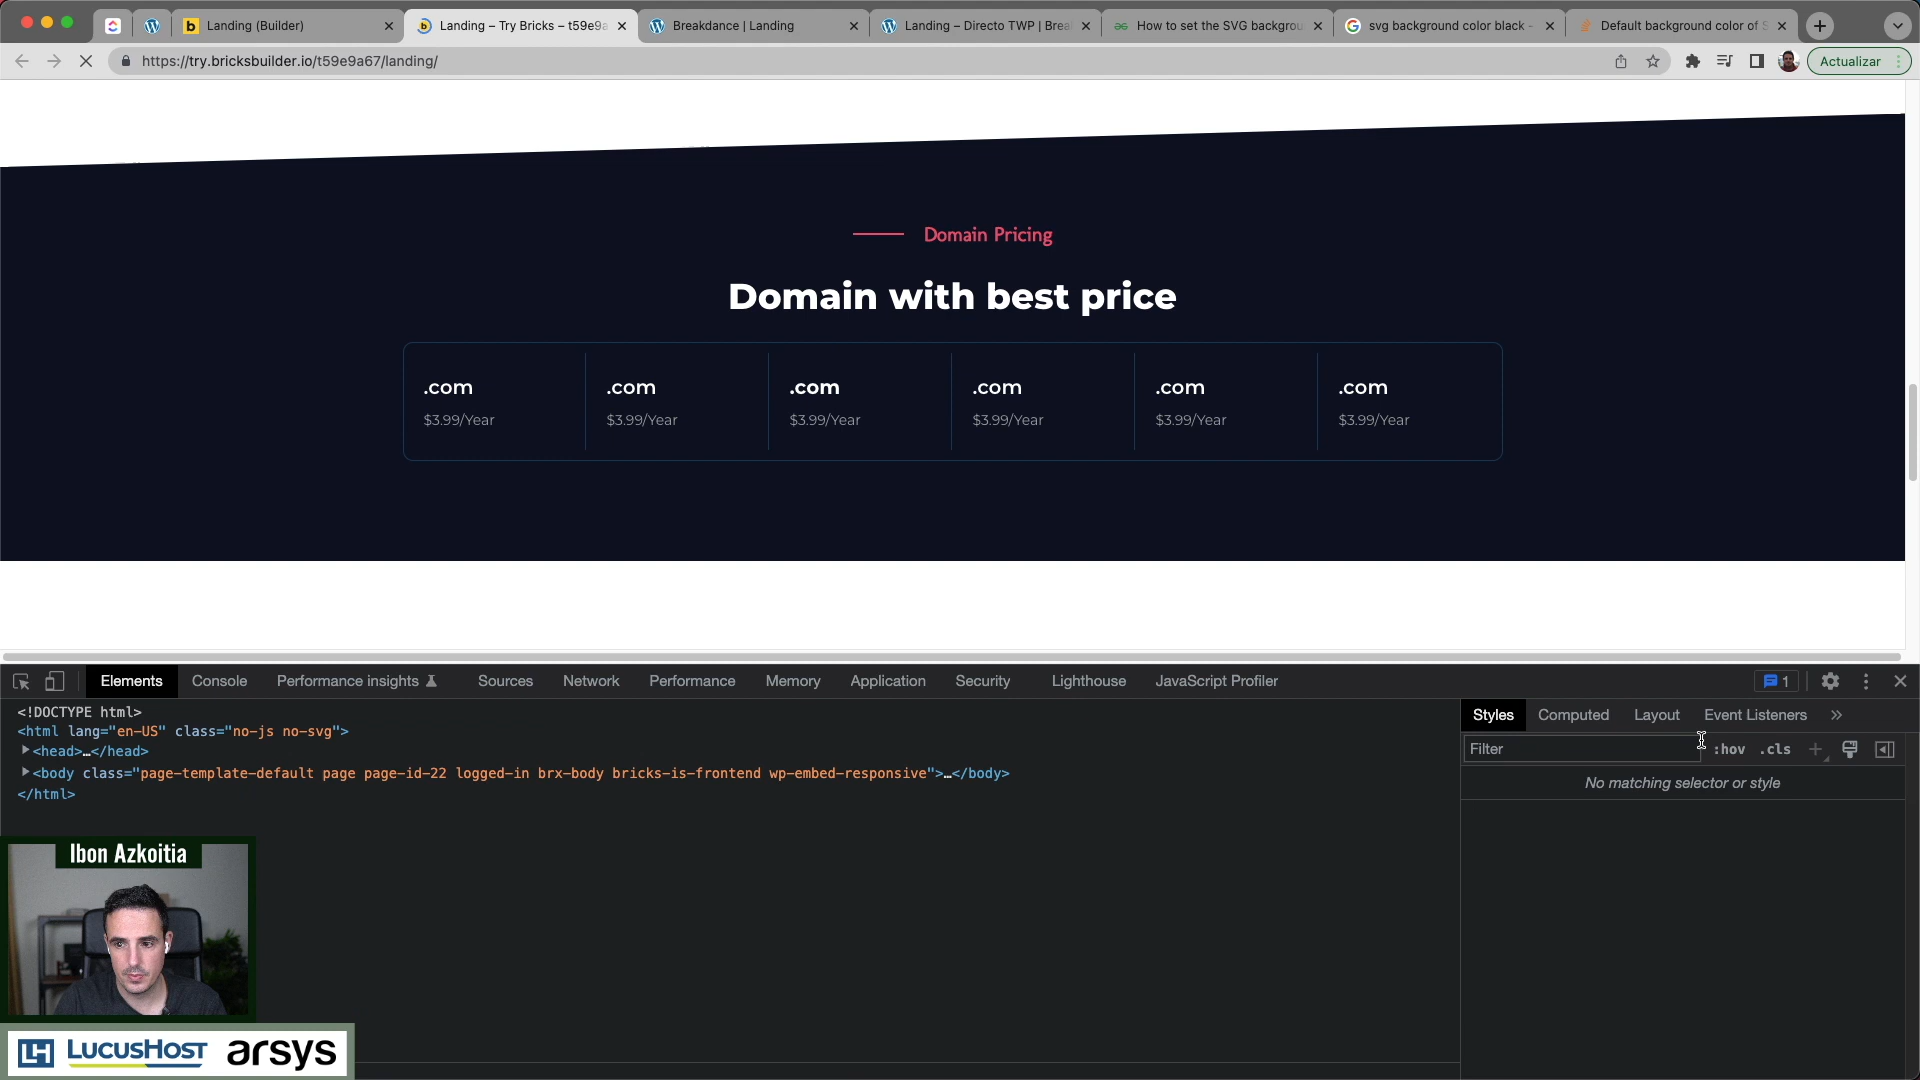 Landing (Builder)
Landing – Try Bricks – t59e9a
Breakdance | Landing
Landing – Directo TWP | Brea
How to set the SVG backgrou
svg background color black -
Default background color of S
https://try.bricksbuilder.io/t59e9a67/landing/
Actualizar
Domain Pricing
Domain with best price
.com
$3.99/Year
.com
$3.99/Year
.com
$3.99/Year
.com
$3.99/Year
.com
$3.99/Year
.com
$3.99/Year
Elements
Console
Performance insights
Sources
Network
Performance
Memory
Application
Security
Lighthouse
JavaScript Profiler
1
<!DOCTYPE html>
<html lang="en-US" class="no-js no-svg">
<head>…</head>
<body class="page-template-default page page-id-22 logged-in brx-body bricks-is-frontend wp-embed-responsive">…</body>
</html>
Styles
Computed
Layout
Event Listeners
Filter
:hov
.cls
No matching selector or style
Ibon Azkoitia
LH LucusHost arsys